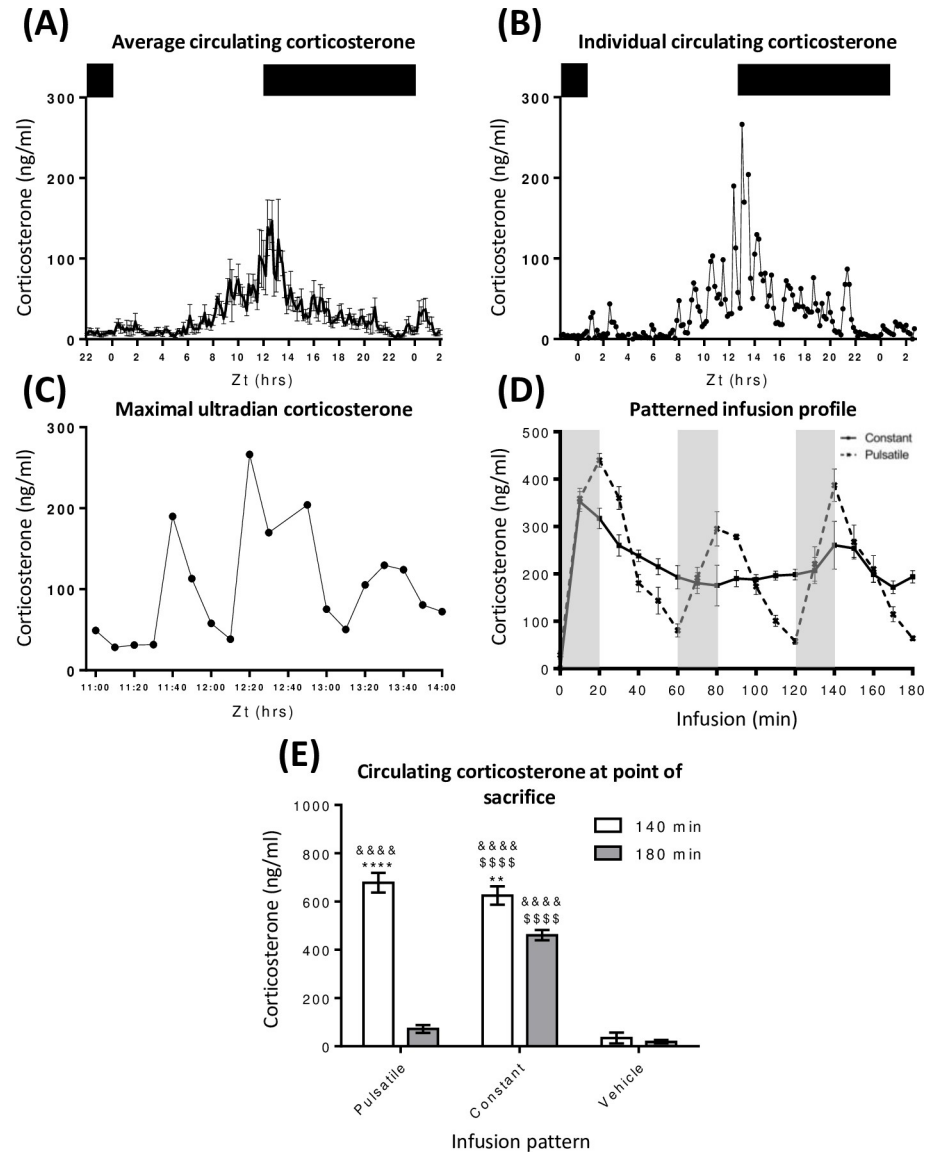 (A)
Average circulating corticosterone
Corticosterone (ng/ml)
300
200
100
0
22 0 2 4 6 8 10 12 14 16 18 20 22 0 2
Zt (hrs)
(B)
Individual circulating corticosterone
Corticosterone (ng/ml)
300
200
100
0
0 2 4 6 8 10 12 14 16 18 20 22 0 2
Zt (hrs)
(C)
Maximal ultradian corticosterone
Corticosterone (ng/ml)
300
200
100
0
11:00 11:20 11:40 12:00 12:20 12:40 13:00 13:20 13:40 14:00
Zt (hrs)
(D)
Patterned infusion profile
Constant
Pulsatile
Corticosterone (ng/ml)
500
400
300
200
100
0
0 20 40 60 80 100 120 140 160 180
Infusion (min)
(E)
Circulating corticosterone at point of
sacrifice
140 min
180 min
Corticosterone (ng/ml)
1000
800
600
400
200
0
&&&&
****
&&&&
$$$$
**
&&&&
$$$$
Pulsatile
Constant
Vehicle
Infusion pattern